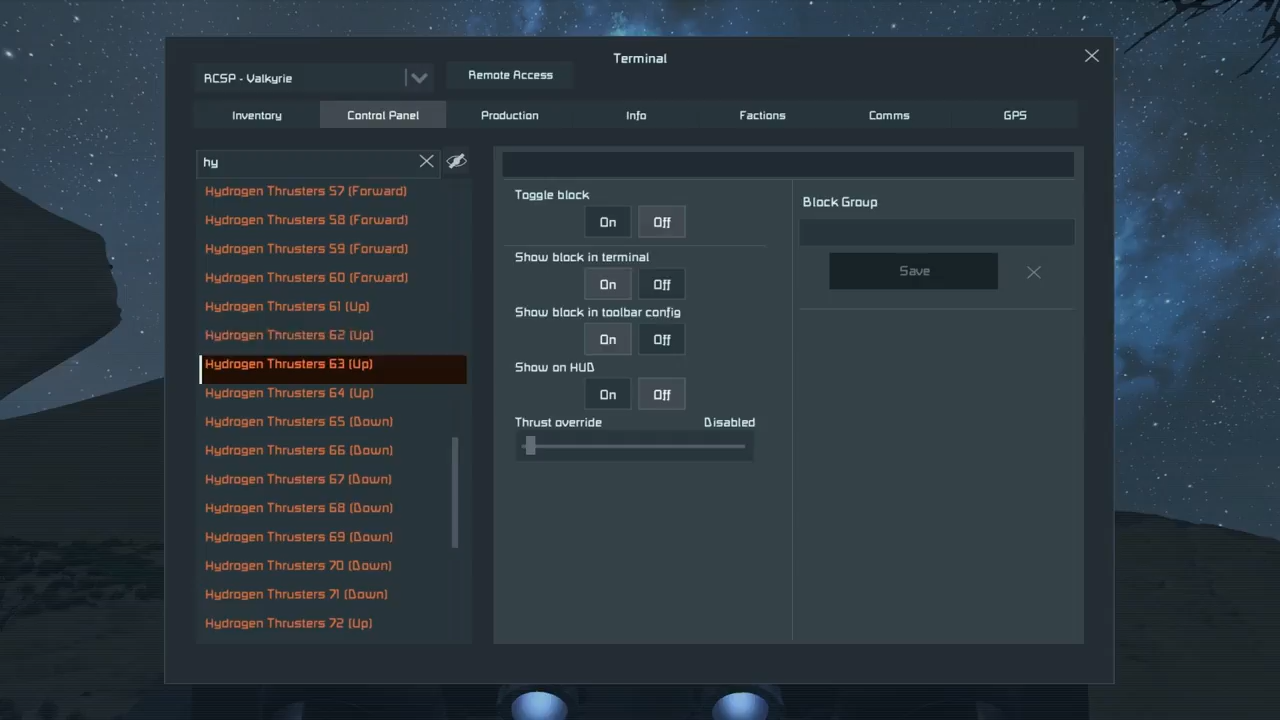 Terminal
RCSP - Valkyrie
Remote Access
Inventory
Control Panel
Production
Info
Factions
Comms
GPS
hy
Hydrogen Thrusters 57 (Forward)
Hydrogen Thrusters 58 (Forward)
Hydrogen Thrusters 59 (Forward)
Hydrogen Thrusters 60 (Forward)
Hydrogen Thrusters 61 (Up)
Hydrogen Thrusters 62 (Up)
Hydrogen Thrusters 63 (Up)
Hydrogen Thrusters 64 (Up)
Hydrogen Thrusters 65 (Down)
Hydrogen Thrusters 66 (Down)
Hydrogen Thrusters 67 (Down)
Hydrogen Thrusters 68 (Down)
Hydrogen Thrusters 69 (Down)
Hydrogen Thrusters 70 (Down)
Hydrogen Thrusters 71 (Down)
Hydrogen Thrusters 72 (Up)
Toggle block
On Off
Show block in terminal
On Off
Show block in toolbar config
On Off
Show on HUD
On Off
Thrust override Disabled
Block Group
Save